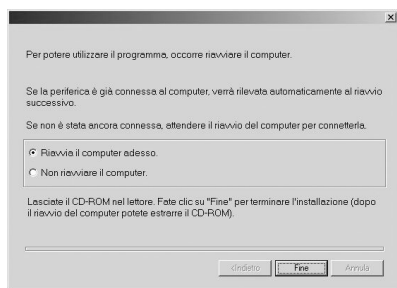 Per potere utilizzare il programma, occorre riavviare il computer.
Se la periferica è già connessa al computer, verrà rilevata automaticamente al riavvio
successivo.
Se non è stata ancora connessa, attendere il riavvio del computer per connetterla.
Riavvia il computer adesso.
Non riavviare il computer.
Lasciate il CD-ROM nel lettore. Fate clic su "Fine" per terminare l'installazione (dopo
il riavvio del computer potete estrarre il CD-ROM).
<Indietro Fine Annulla